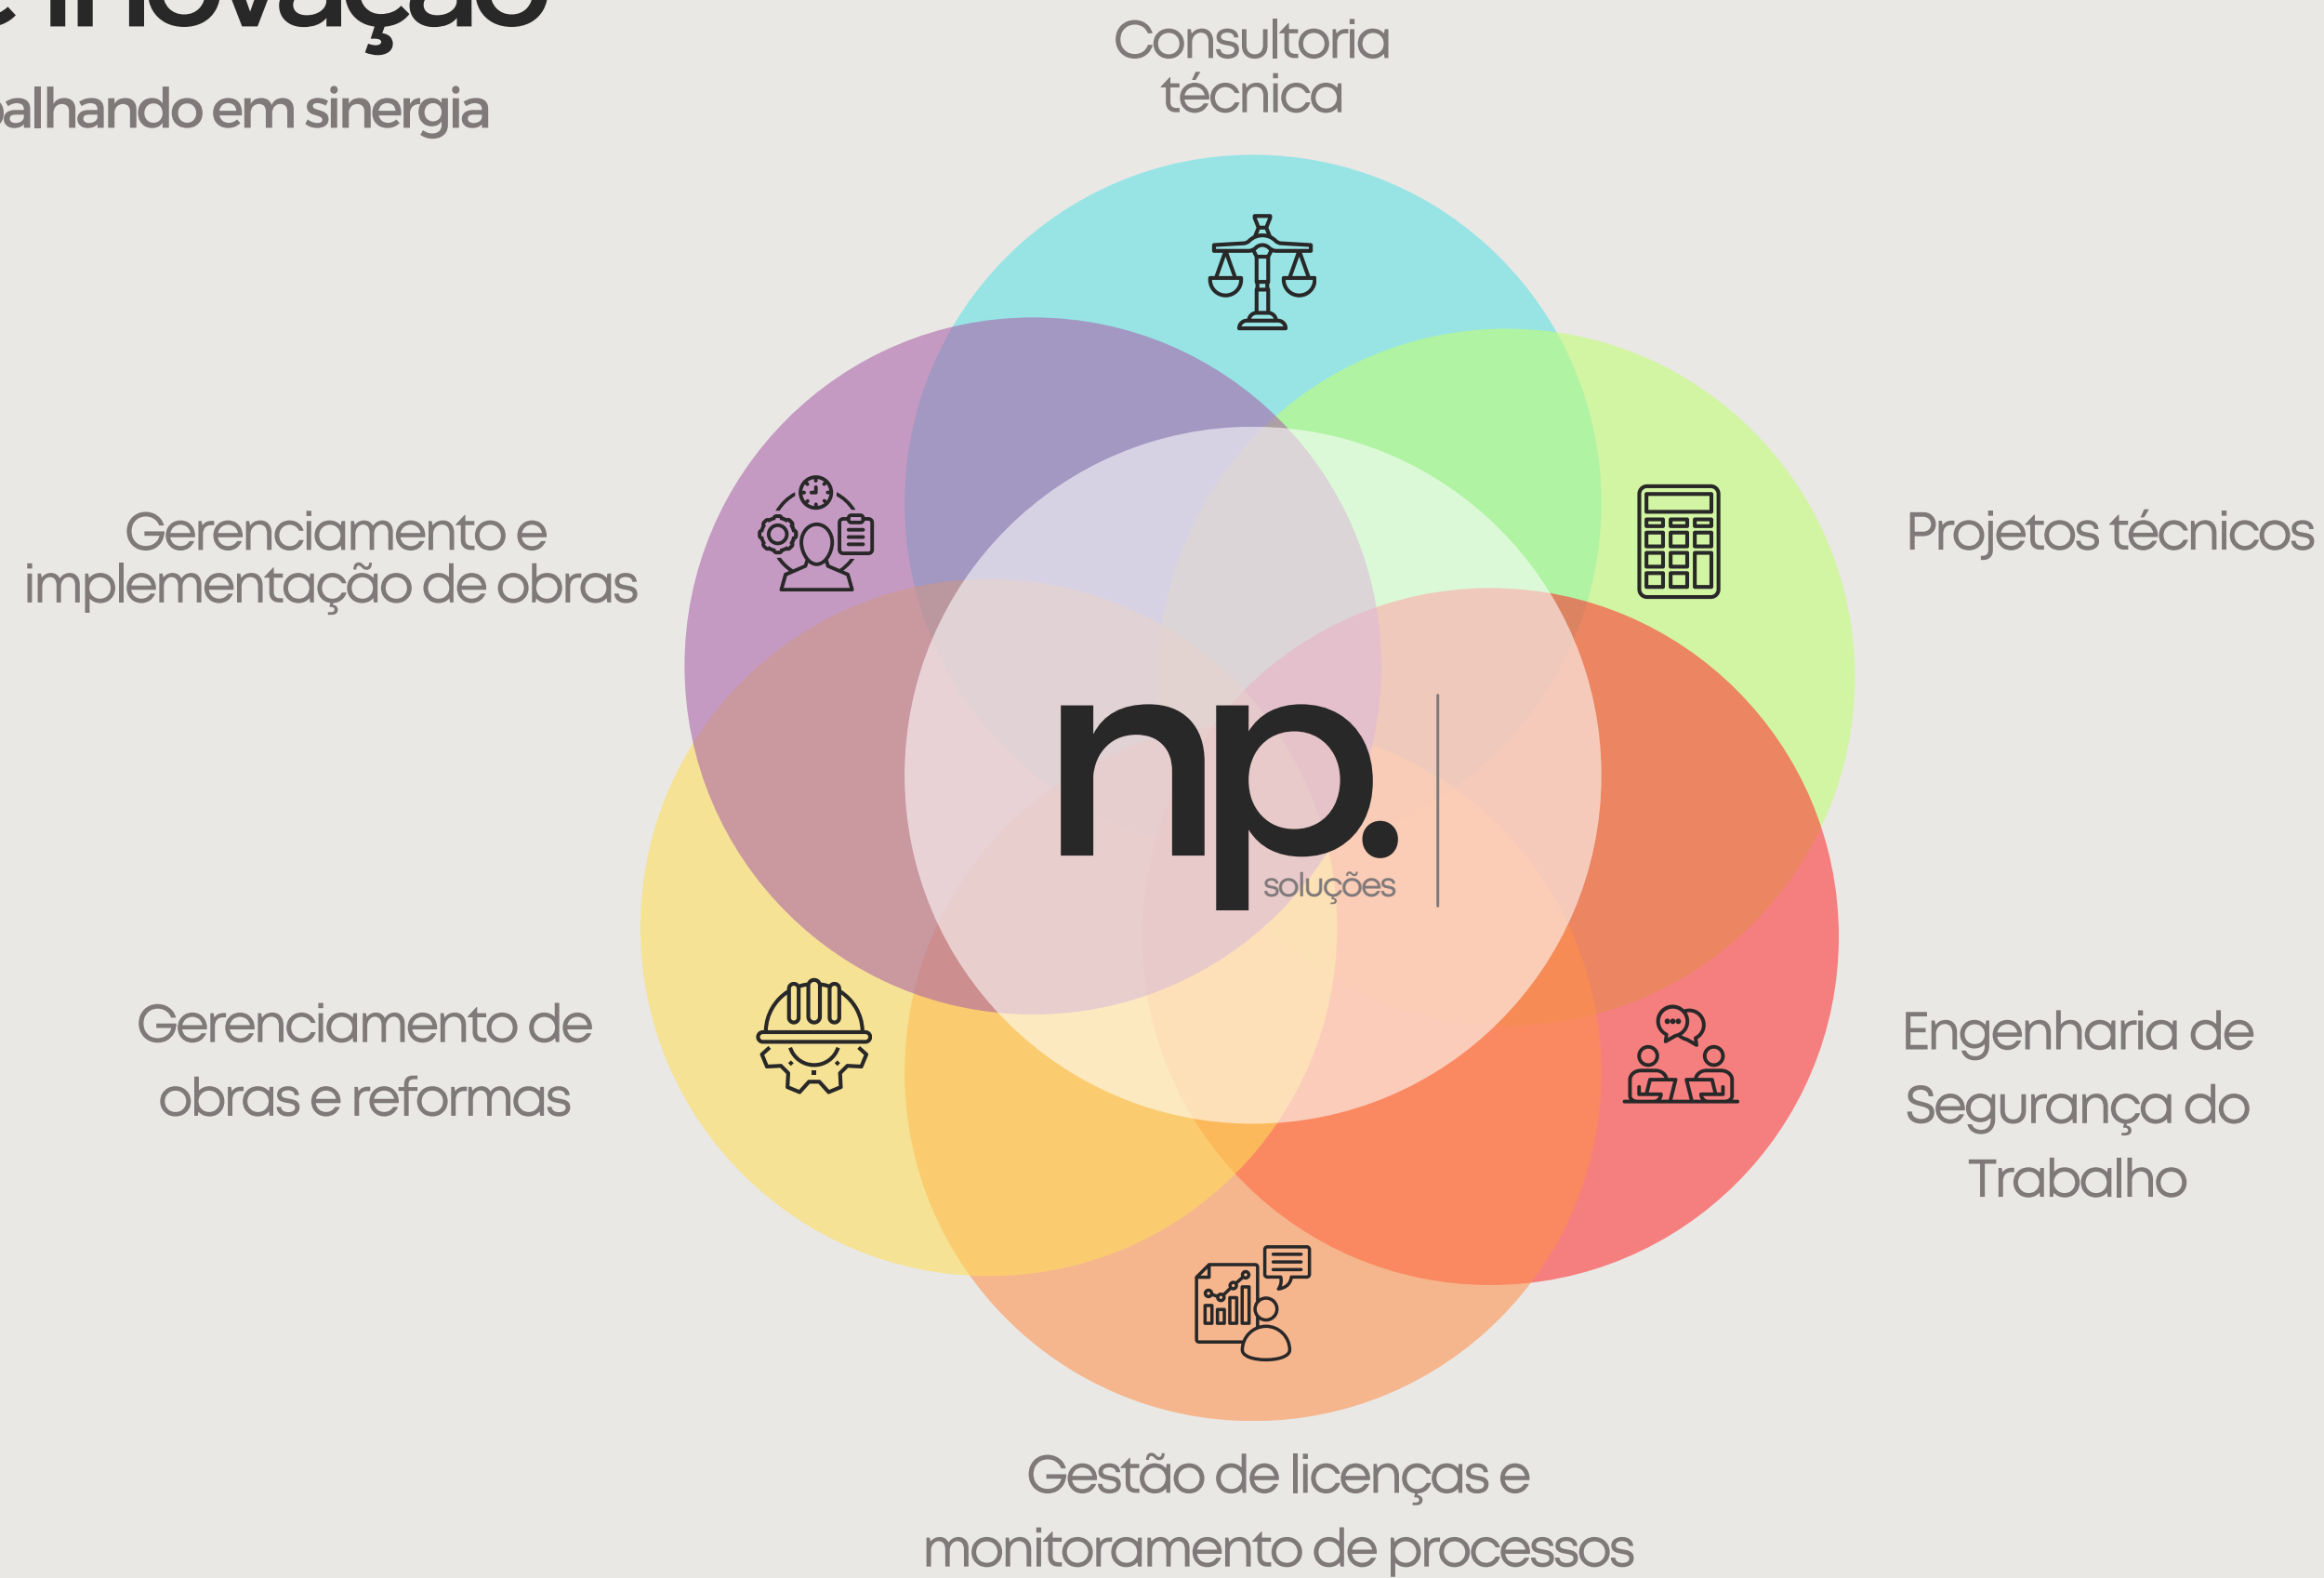 inovação
alhando em sinergia
Consultoria
técnica
Gerenciamento e
implementação de obras
Projetos técnicos
np.
soluções
Gerenciamento de
obras e reformas
Engenharia de
Segurança do
Trabalho
Gestão de licenças e
monitoramento de processos